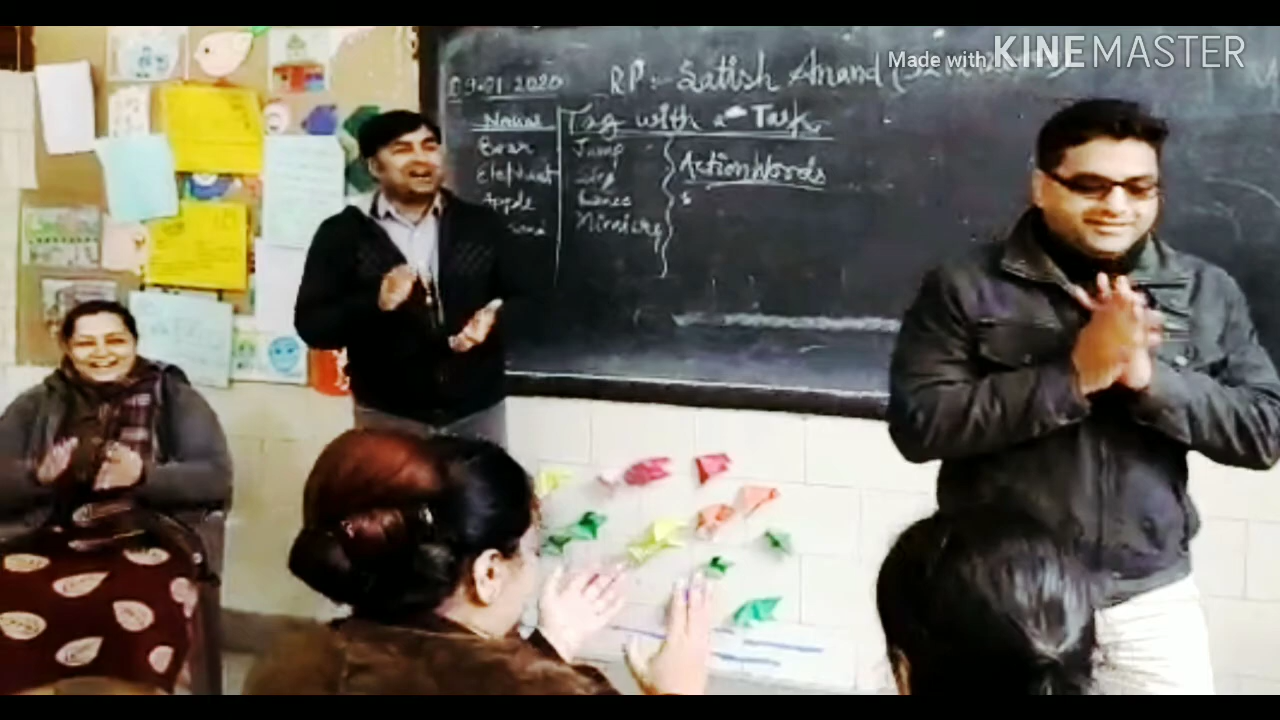 Made with KINEMASTER
09-01-2020 RP:- Satish Anand
Tag with a Task
Bear Jump
Elephant
Apple Dance
Mimicry
Action Words